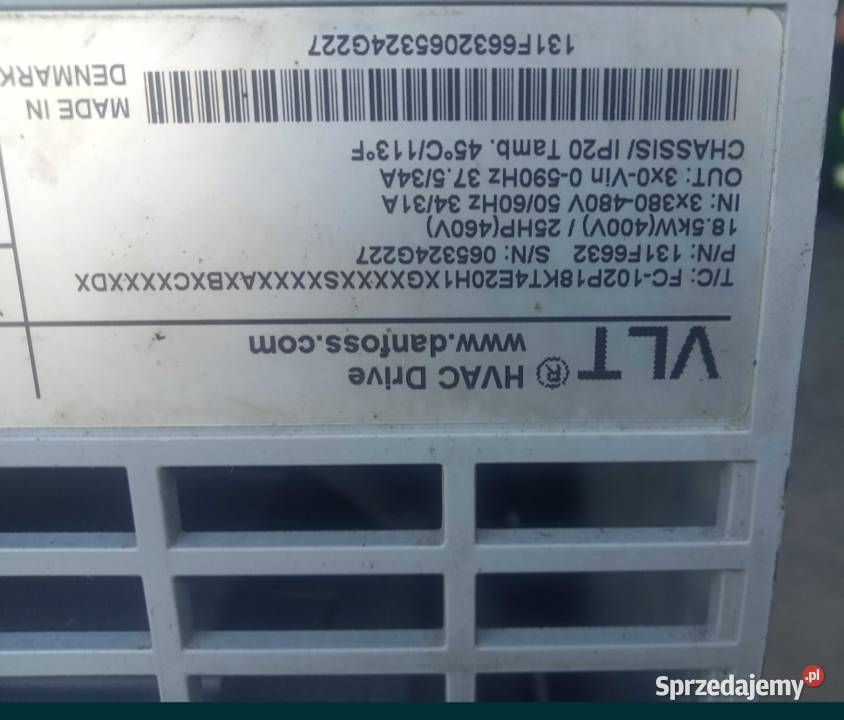 VLT® HVAC Drive
www.danfoss.com
T/C: FC-102P18KT4E20H1XGXXXXSXXXXAXBXCXXXXDX
P/N: 131F6632 S/N: 065324G227
18.5kW(400V) / 25HP(460V)
IN: 3x380-480V 50/60Hz 34/31A
OUT: 3x0-Vin 0-590Hz 37.5/34A
CHASSIS/ IP20 Tamb. 45°C/113°F
131F6632065324G227
MADE IN
DENMARK
Sprzedajemy.pl